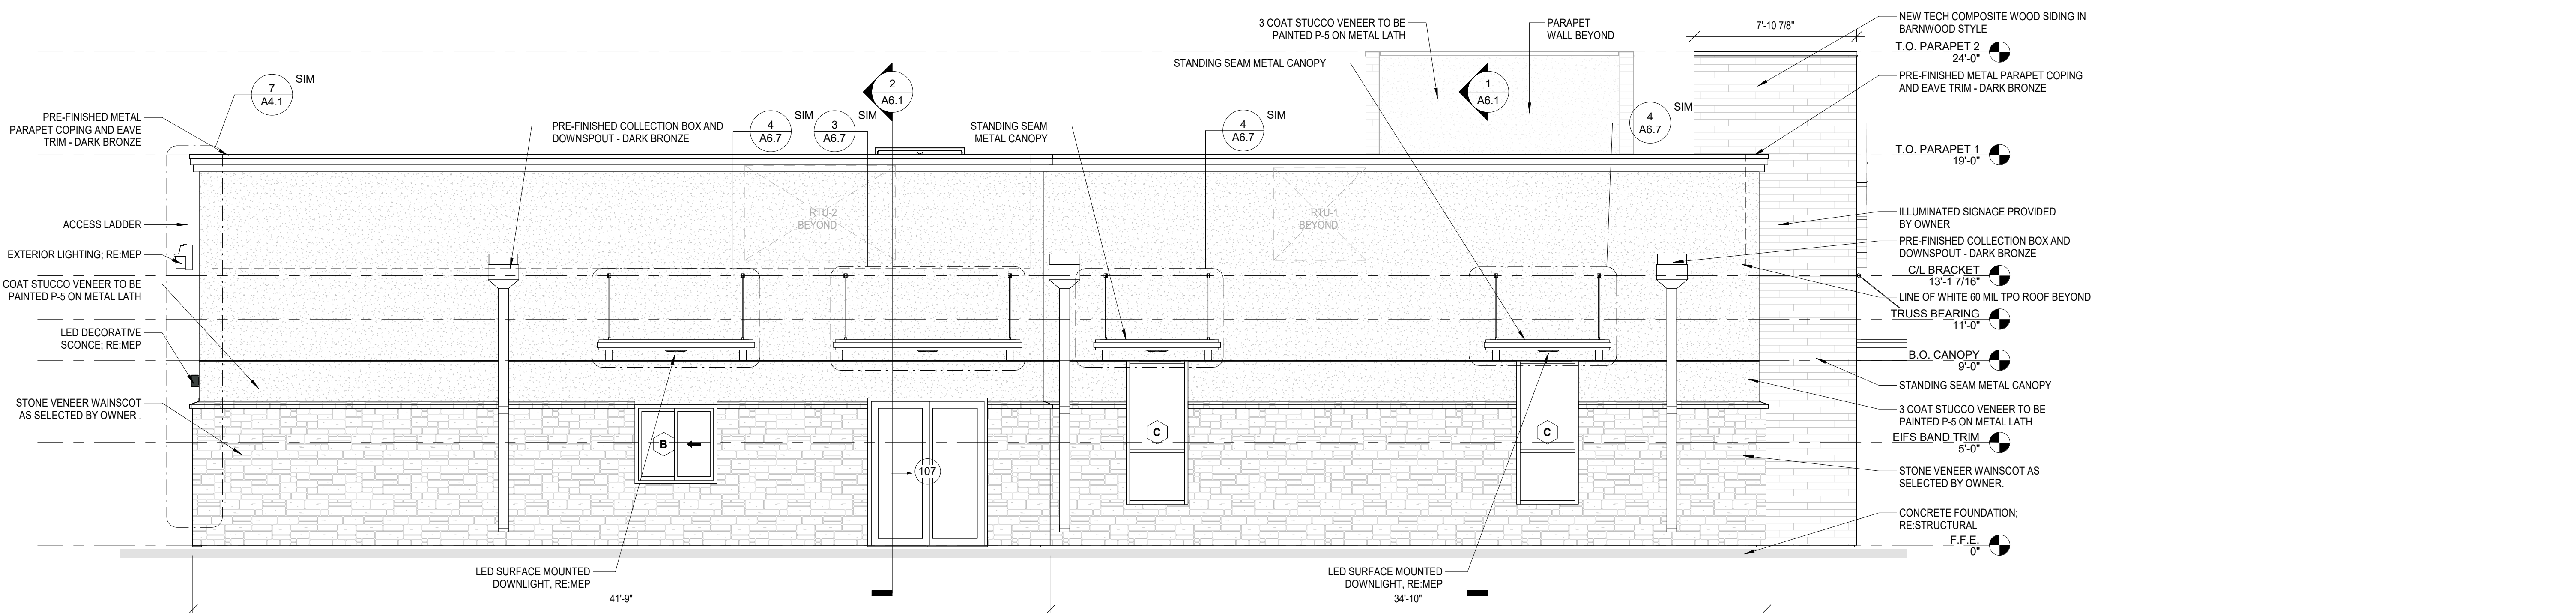 3 COAT STUCCO VENEER TO BE
PAINTED P-5 ON METAL LATH
PARAPET
WALL BEYOND
7'-10 7/8"
NEW TECH COMPOSITE WOOD SIDING IN
BARNWOOD STYLE
T.O. PARAPET 2
24'-0"
STANDING SEAM METAL CANOPY
PRE-FINISHED METAL PARAPET COPING
AND EAVE TRIM - DARK BRONZE
7
A4.1
SIM
2
A6.1
1
A6.1
PRE-FINISHED METAL
PARAPET COPING AND EAVE
TRIM - DARK BRONZE
PRE-FINISHED COLLECTION BOX AND
DOWNSPOUT - DARK BRONZE
4
A6.7
SIM
3
A6.7
SIM
STANDING SEAM
METAL CANOPY
4
A6.7
SIM
4
A6.7
SIM
T.O. PARAPET 1
19'-0"
ACCESS LADDER
RTU-2
BEYOND
RTU-1
BEYOND
ILLUMINATED SIGNAGE PROVIDED
BY OWNER
EXTERIOR LIGHTING; RE:MEP
PRE-FINISHED COLLECTION BOX AND
DOWNSPOUT - DARK BRONZE
C/L BRACKET
13'-1 7/16"
COAT STUCCO VENEER TO BE
PAINTED P-5 ON METAL LATH
LINE OF WHITE 60 MIL TPO ROOF BEYOND
TRUSS BEARING
11'-0"
LED DECORATIVE
SCONCE; RE:MEP
B.O. CANOPY
9'-0"
STANDING SEAM METAL CANOPY
STONE VENEER WAINSCOT
AS SELECTED BY OWNER .
3 COAT STUCCO VENEER TO BE
PAINTED P-5 ON METAL LATH
B
C
C
EIFS BAND TRIM
5'-0"
107
STONE VENEER WAINSCOT AS
SELECTED BY OWNER.
CONCRETE FOUNDATION;
RE:STRUCTURAL
F.F.E.
0"
LED SURFACE MOUNTED
DOWNLIGHT, RE:MEP
LED SURFACE MOUNTED
DOWNLIGHT, RE:MEP
41'-9"
34'-10"